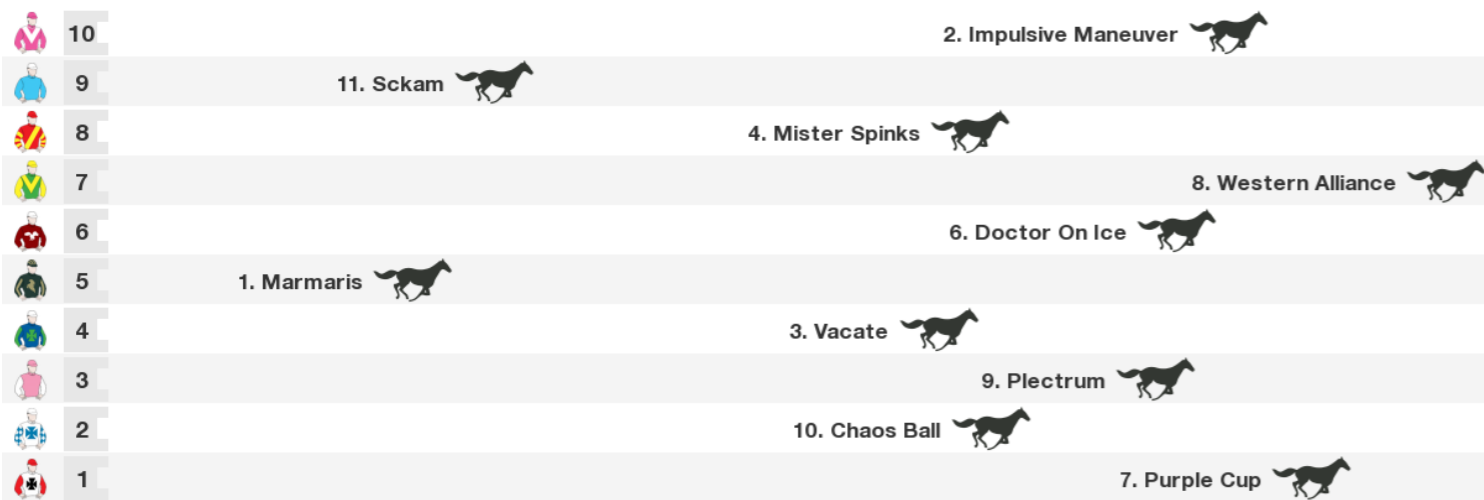 10 2. Impulsive Maneuver
9 11. Sckam
8 4. Mister Spinks
7 8. Western Alliance
6 6. Doctor On Ice
5 1. Marmaris
4 3. Vacate
3 9. Plectrum
2 10. Chaos Ball
1 7. Purple Cup